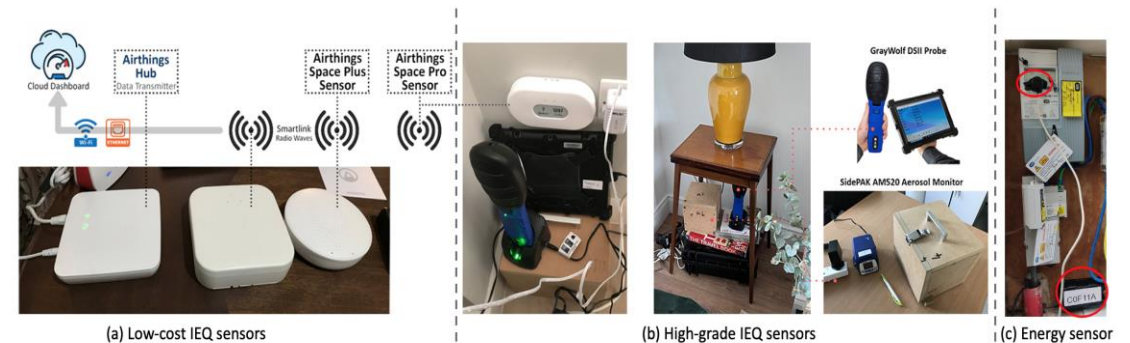 Cloud Dashboard
Airthings
Hub
Data Transmitter
Wi-Fi
ETHERNET
Smartlink
Radio Waves
Airthings
Space Plus
Sensor
Airthings
Space Pro
Sensor
GrayWolf DSII Probe
SidePAK AM520 Aerosol Monitor
C0F11A
(a) Low-cost IEQ sensors
(b) High-grade IEQ sensors
(c) Energy sensor